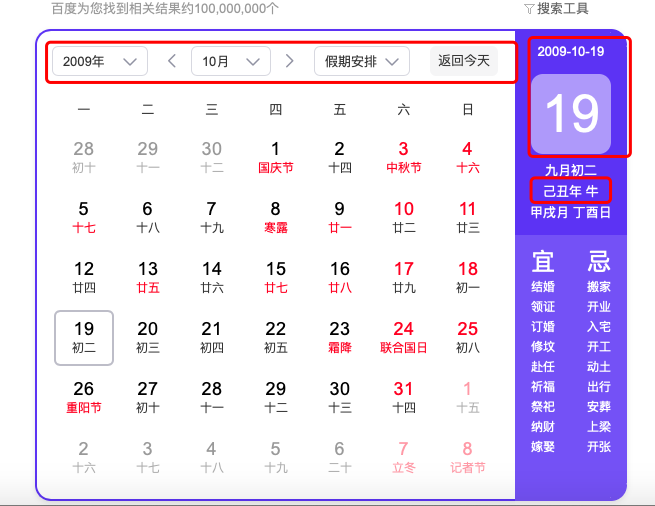 百度为您找到相关结果约100,000,000个
搜索工具
2009年 10月 假期安排 返回今天
一 二 三 四 五 六 日
28 29 30 1 2 3 4
初十 十一 十二 国庆节 十四 中秋节 十六
5 6 7 8 9 10 11
十七 十八 十九 寒露 廿一 廿二 廿三
12 13 14 15 16 17 18
廿四 廿五 廿六 廿七 廿八 廿九 初一
19 20 21 22 23 24 25
初二 初三 初四 初五 霜降 联合国日 初八
26 27 28 29 30 31 1
重阳节 初十 十一 十二 十三 十四 十五
2 3 4 5 6 7 8
十六 十七 十八 十九 二十 立冬 记者节
2009-10-19
19
九月初二
己丑年 牛
甲戌月 丁酉日
宜 忌
结婚 搬家
领证 开业
订婚 入宅
修坟 开工
赴任 动土
祈福 出行
祭祀 安葬
纳财 上梁
嫁娶 开张